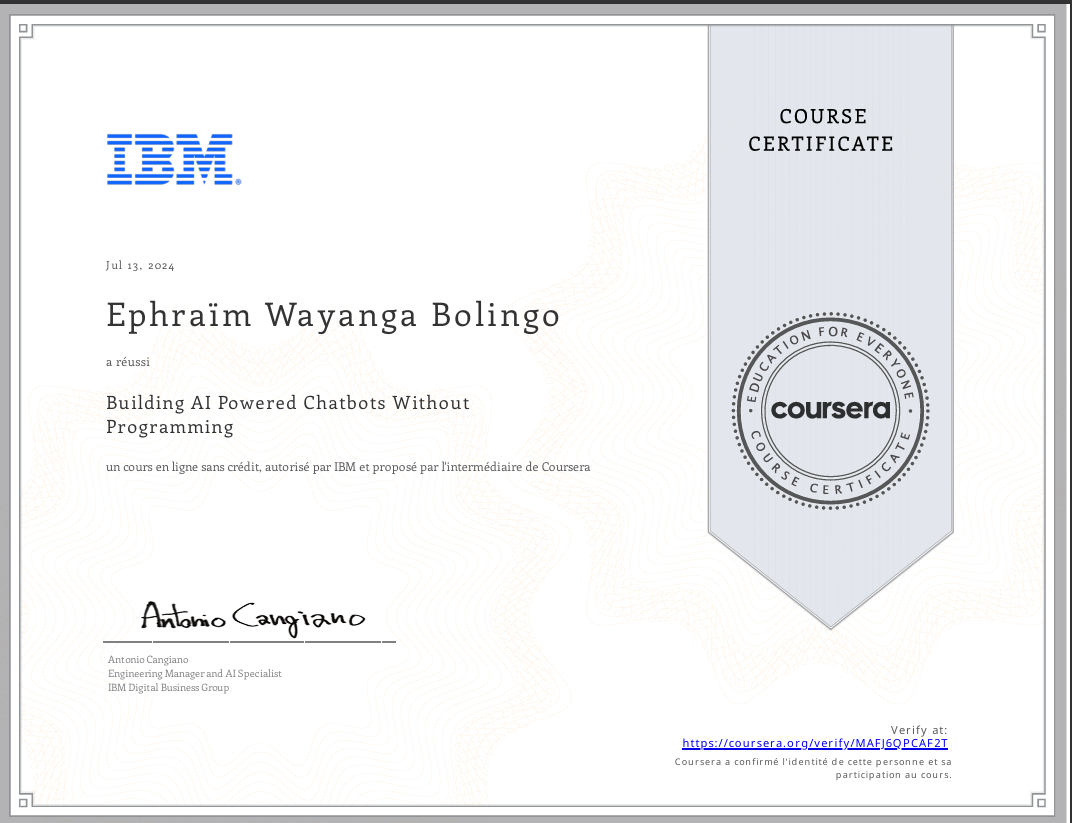 COURSE
CERTIFICATE
IBM®
Jul 13, 2024
Ephraïm Wayanga Bolingo
a réussi
Building AI Powered Chatbots Without
Programming
un cours en ligne sans crédit, autorisé par IBM et proposé par l'intermédiaire de Coursera
EDUCATION FOR EVERYONE
coursera
COURSE CERTIFICATE
Antonio Cangiano
Antonio Cangiano
Engineering Manager and AI Specialist
IBM Digital Business Group
Verify at:
https://coursera.org/verify/MAFJ6QPCAF2T
Coursera a confirmé l'identité de cette personne et sa
participation au cours.